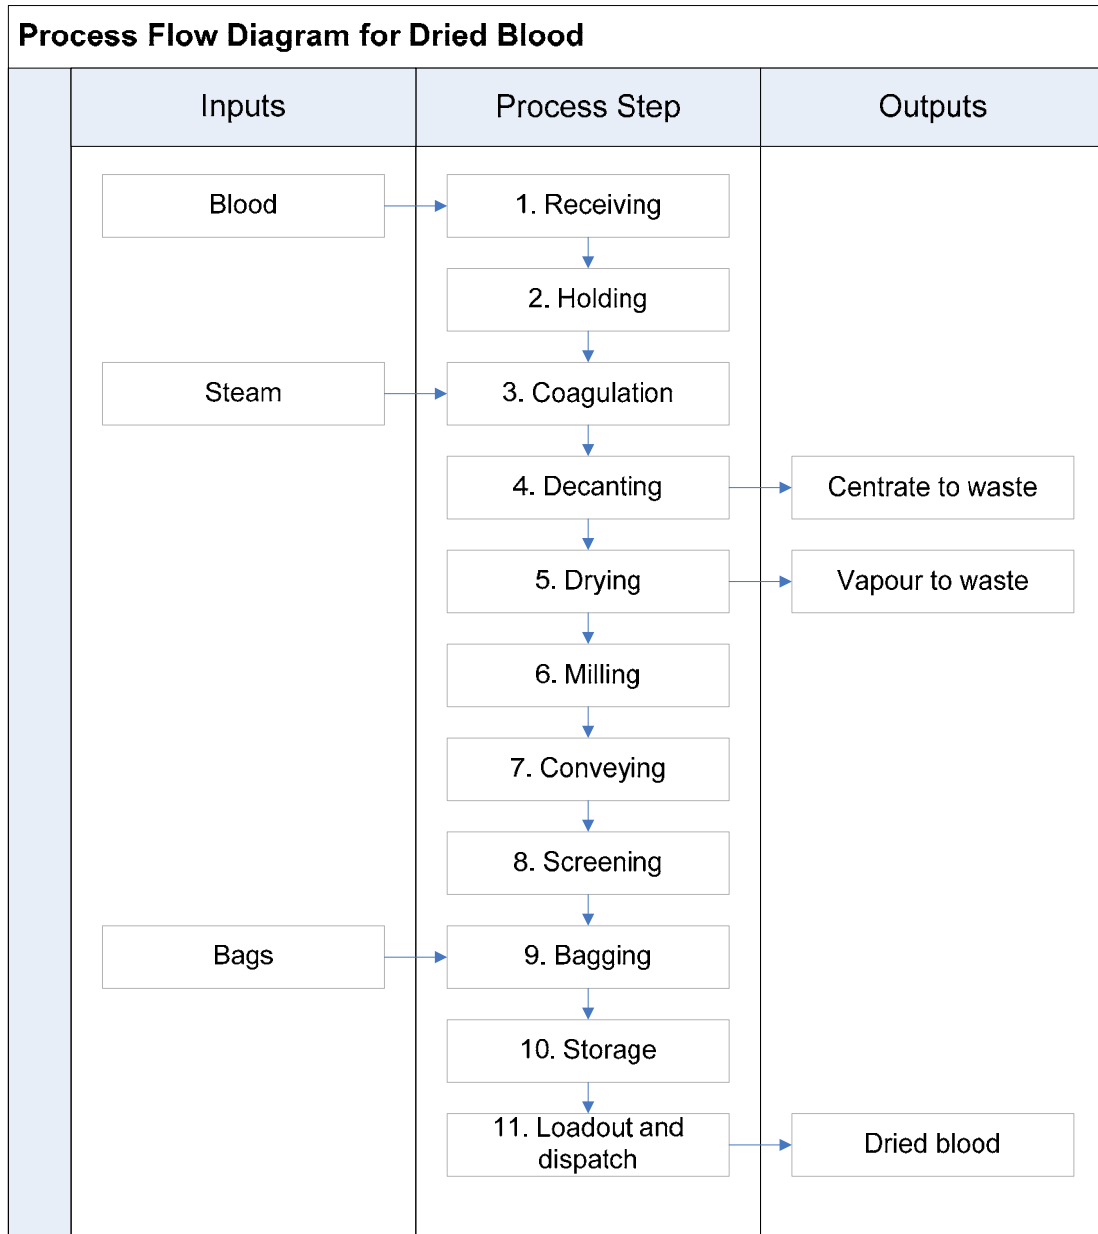 Process Flow Diagram for Dried Blood
Inputs
Process Step
Outputs
Blood
1. Receiving
2. Holding
Steam
3. Coagulation
4. Decanting
Centrate to waste
5. Drying
Vapour to waste
6. Milling
7. Conveying
8. Screening
Bags
9. Bagging
10. Storage
11. Loadout and
dispatch
Dried blood